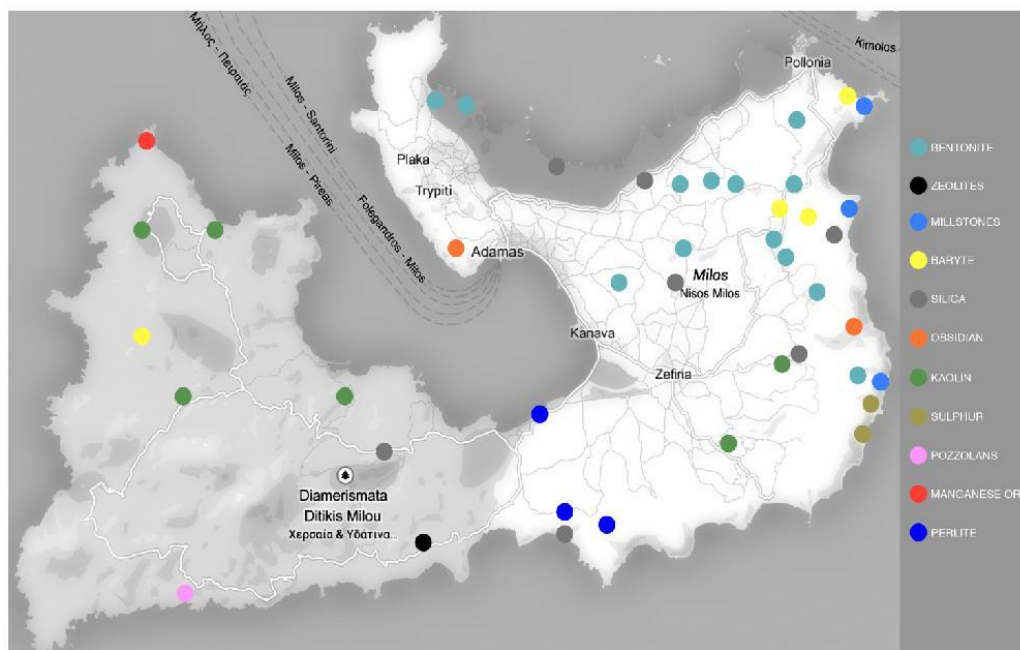 Μήλος - Πειραιάς
Milos - Santorini
Milos - Pireas
Folegandros - Milos
Kimolos
Pollonia
Plaka
Trypiti
Adamas
Milos
Nisos Milos
Kanava
Zefiria
Diamerismata
Ditikis Milou
Χερσαία & Υδάτινα...
BENTONITE
ZEOLITES
MILLSTONES
BARYTE
SILICA
OBSIDIAN
KAOLIN
SULPHUR
POZZOLANS
MANCANESE OR
PERLITE